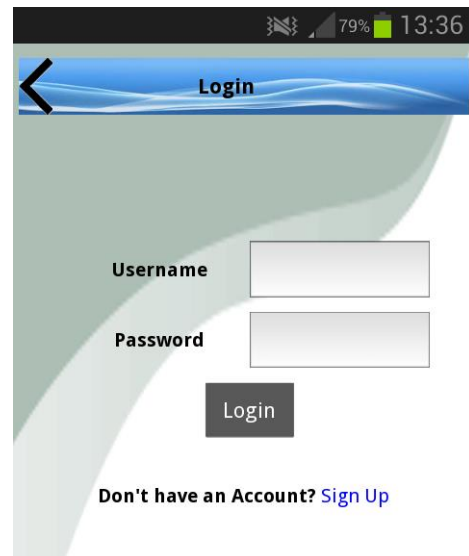 79% 13:36
Login
Username
Password
Login
Don't have an Account? Sign Up